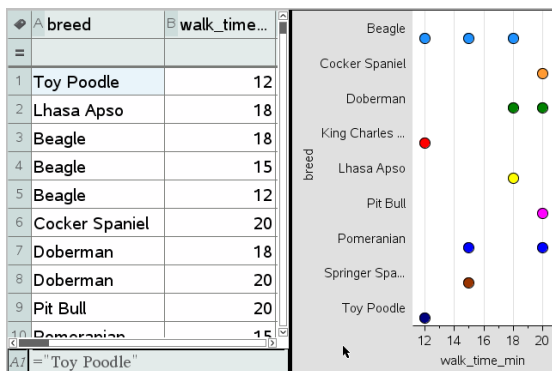 A breed B walk_time...
=
1 Toy Poodle 12
2 Lhasa Apso 18
3 Beagle 18
4 Beagle 15
5 Beagle 12
6 Cocker Spaniel 20
7 Doberman 18
8 Doberman 20
9 Pit Bull 20
10 Pomeranian 15
A1 ="Toy Poodle"
breed
Beagle
Cocker Spaniel
Doberman
King Charles ...
Lhasa Apso
Pit Bull
Pomeranian
Springer Spa...
Toy Poodle
12 14 16 18 20
walk_time_min